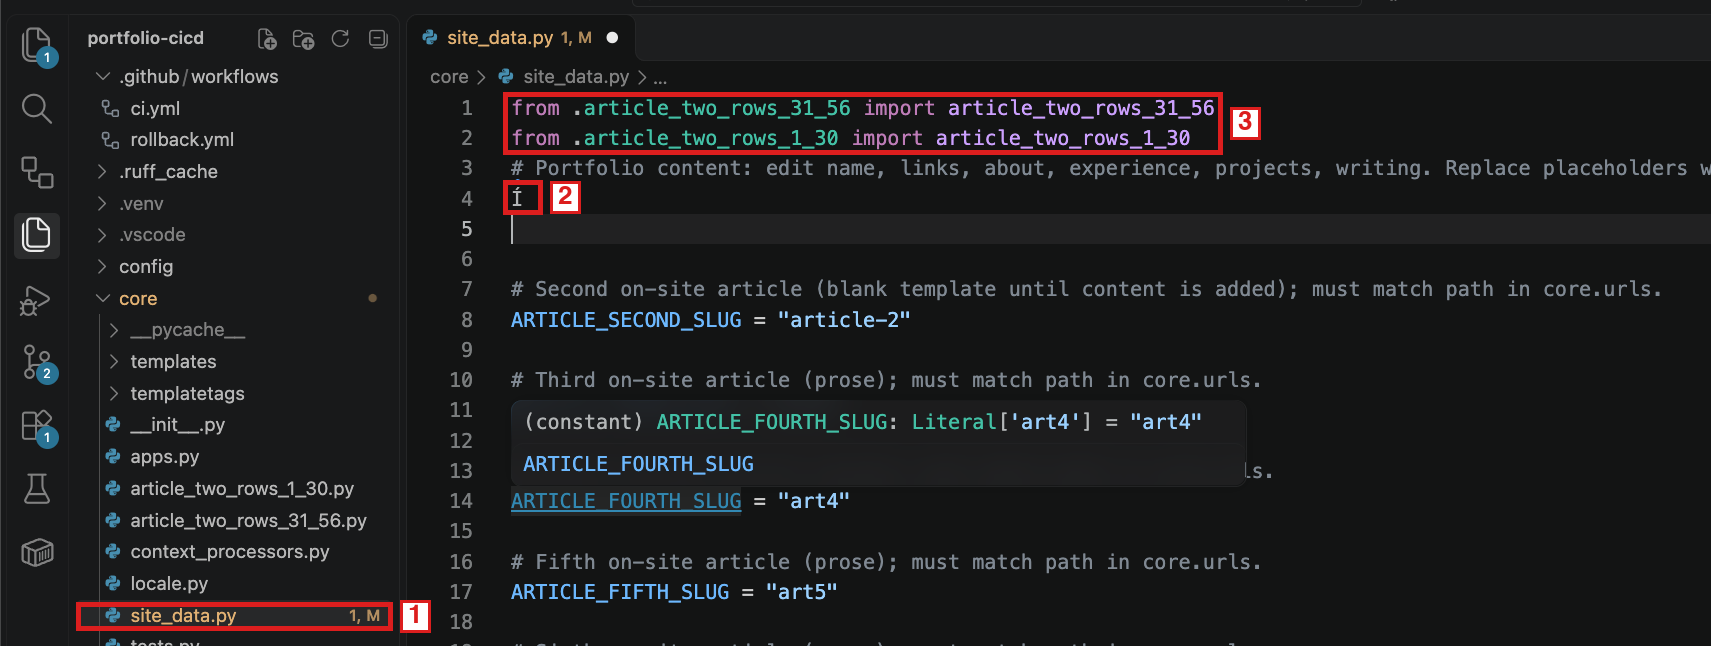 portfolio-cicd
site_data.py 1, M
.github/workflows
core > site_data.py > ...
ci.yml
rollback.yml
.ruff_cache
.venv
.vscode
config
core
__pycache__
templates
templatetags
__init__.py
apps.py
article_two_rows_1_30.py
article_two_rows_31_56.py
context_processors.py
locale.py
site_data.py 1, M
tests.py
1
2
1
1
1 from .article_two_rows_31_56 import article_two_rows_31_56
2 from .article_two_rows_1_30 import article_two_rows_1_30
3
3 # Portfolio content: edit name, links, about, experience, projects, writing. Replace placeholders
4 Í
2
5
6
7 # Second on-site article (blank template until content is added); must match path in core.urls.
8 ARTICLE_SECOND_SLUG = "article-2"
9
10 # Third on-site article (prose); must match path in core.urls.
11
(constant) ARTICLE_FOURTH_SLUG: Literal['art4'] = "art4"
12
ARTICLE_FOURTH_SLUG
13 ls.
14 ARTICLE_FOURTH_SLUG = "art4"
15
16 # Fifth on-site article (prose); must match path in core.urls.
17 ARTICLE_FIFTH_SLUG = "art5"
18